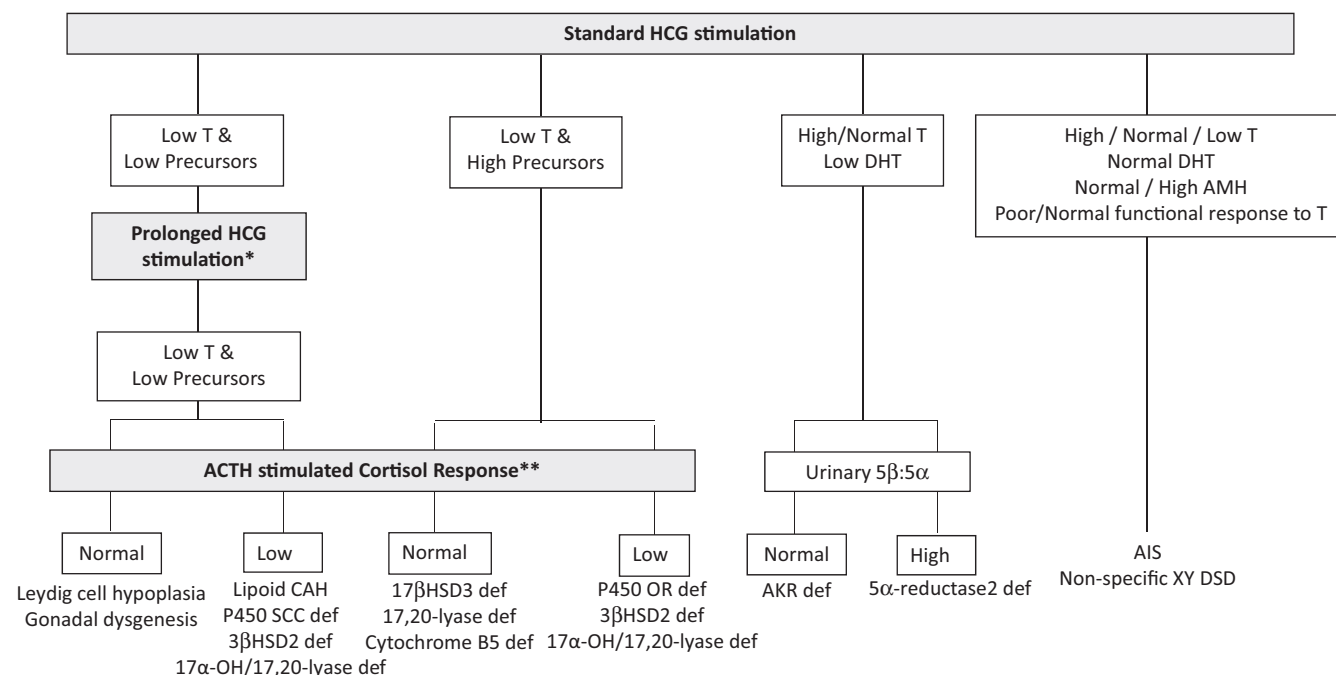 Standard HCG stimulation
Low T &
Low Precursors
Low T &
High Precursors
High/Normal T
Low DHT
High / Normal / Low T
Normal DHT
Normal / High AMH
Poor/Normal functional response to T
Prolonged HCG
stimulation*
Low T &
Low Precursors
ACTH stimulated Cortisol Response**
Urinary 5β:5α
Normal
Leydig cell hypoplasia
Gonadal dysgenesis
Low
Lipoid CAH
P450 SCC def
3βHSD2 def
17α-OH/17,20-lyase def
Normal
17βHSD3 def
17,20-lyase def
Cytochrome B5 def
Low
P450 OR def
3βHSD2 def
17α-OH/17,20-lyase def
Normal
AKR def
High
5α-reductase2 def
AIS
Non-specific XY DSD